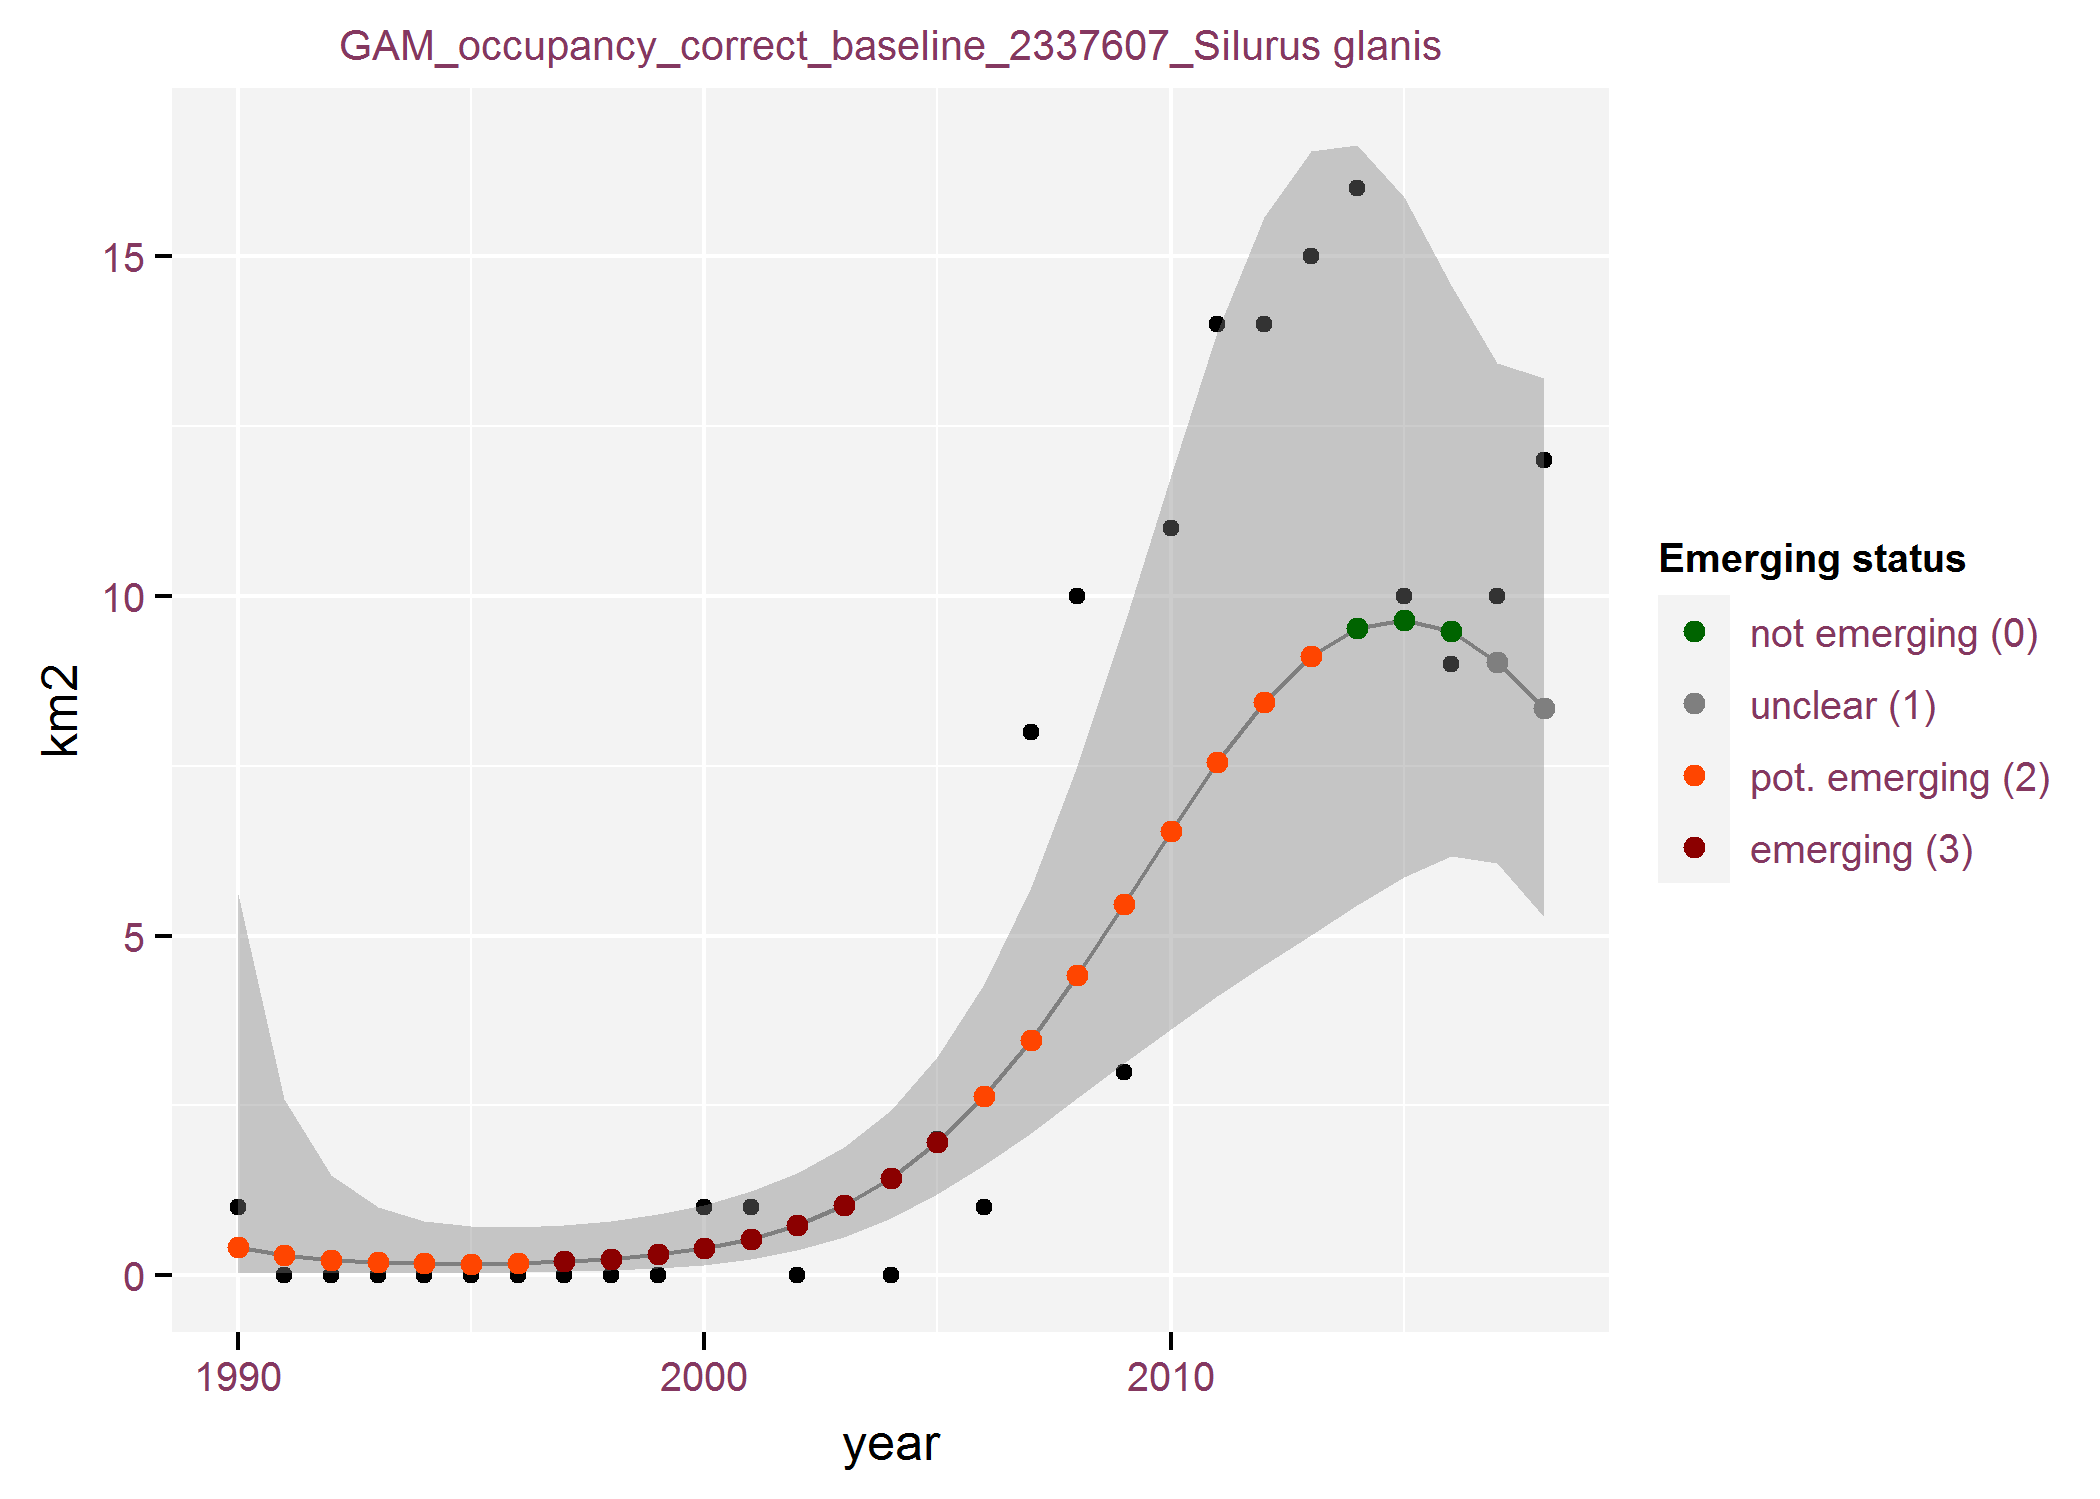 GAM_occupancy_correct_baseline_2337607_Silurus glanis
15
10
5
0
km2
1990 2000 2010
year
Emerging status
not emerging (0)
unclear (1)
pot. emerging (2)
emerging (3)